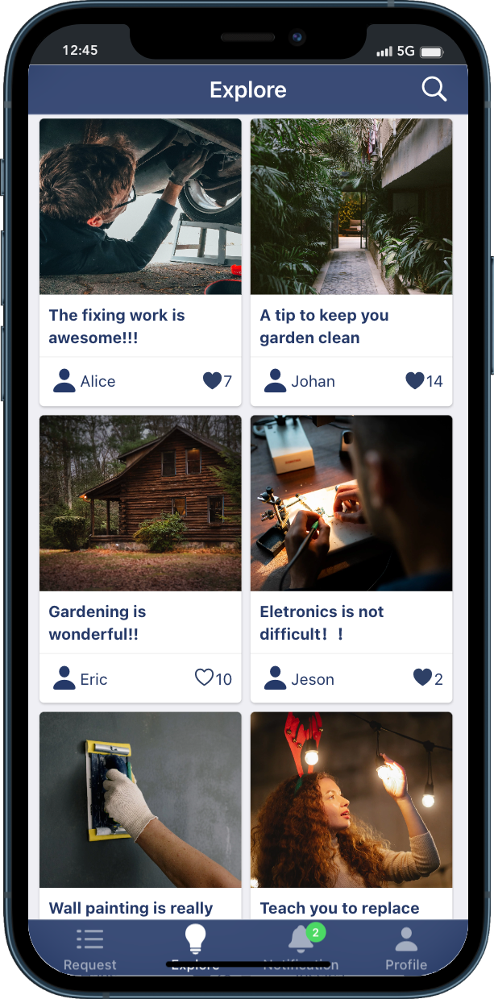 12:45
5G
Explore
The fixing work is
awesome!!!
A tip to keep you
garden clean
Alice
7
Johan
14
Gardening is
wonderful!!
Eletronics is not
difficult！！
Eric
10
Jeson
2
Wall painting is really
Teach you to replace
2
Request
Explore
Notification
Profile